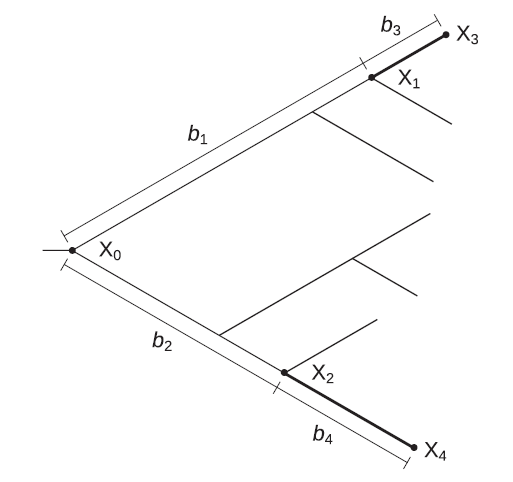 b₃
X₃
X₁
b₁
X₀
b₂
X₂
b₄
X₄